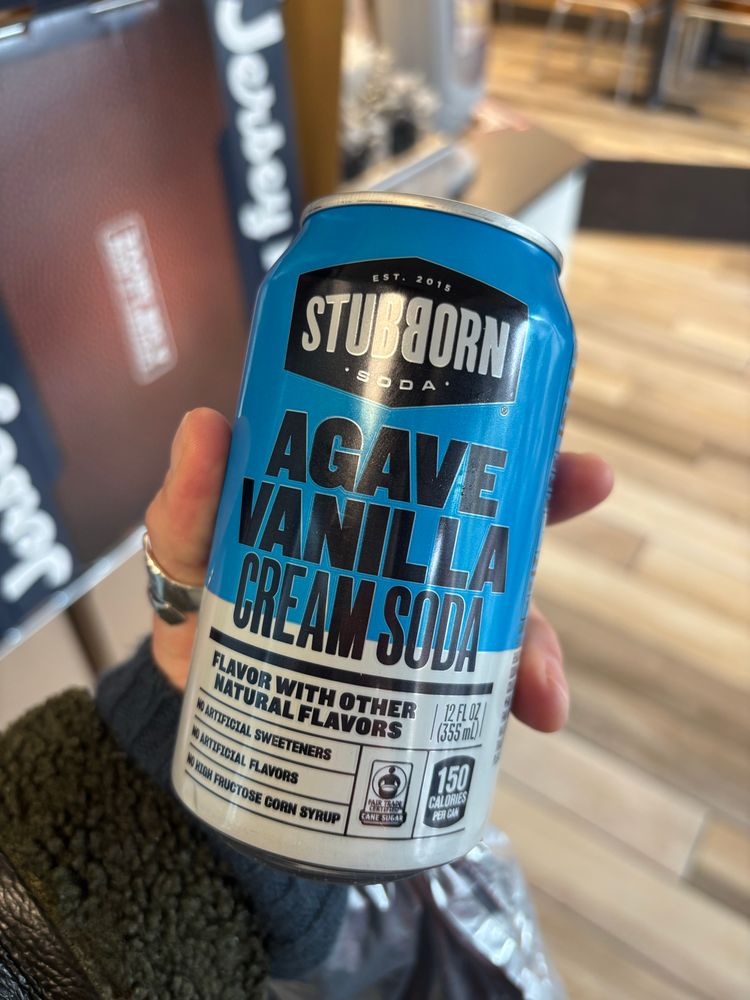 EST. 2015
STUBBORN
SODA
®
AGAVE
VANILLA
CREAM SODA
FLAVOR WITH OTHER
NATURAL FLAVORS
12 FL OZ
(355 mL)
NO ARTIFICIAL SWEETENERS
NO ARTIFICIAL FLAVORS
NO HIGH FRUCTOSE CORN SYRUP
FAIR TRADE
CERTIFIED
CANE SUGAR
150
CALORIES
PER CAN
Jersey
Jersey